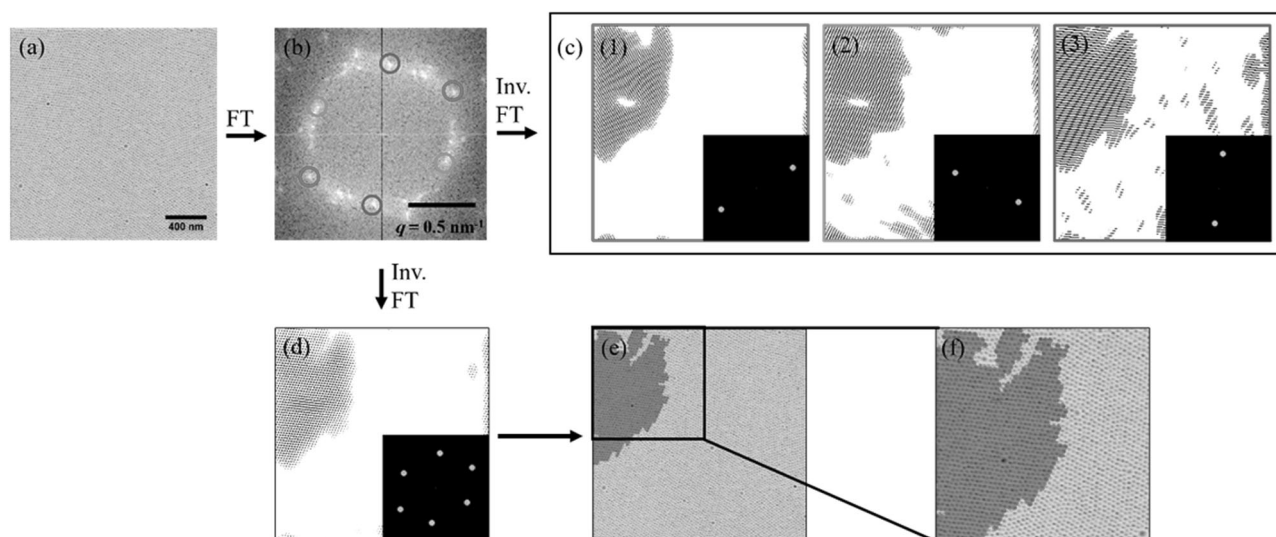 (a)
400 nm
FT
(b)
q = 0.5 nm⁻¹
Inv.
FT
(c)
(1)
(2)
(3)
Inv.
FT
(d)
(e)
(f)